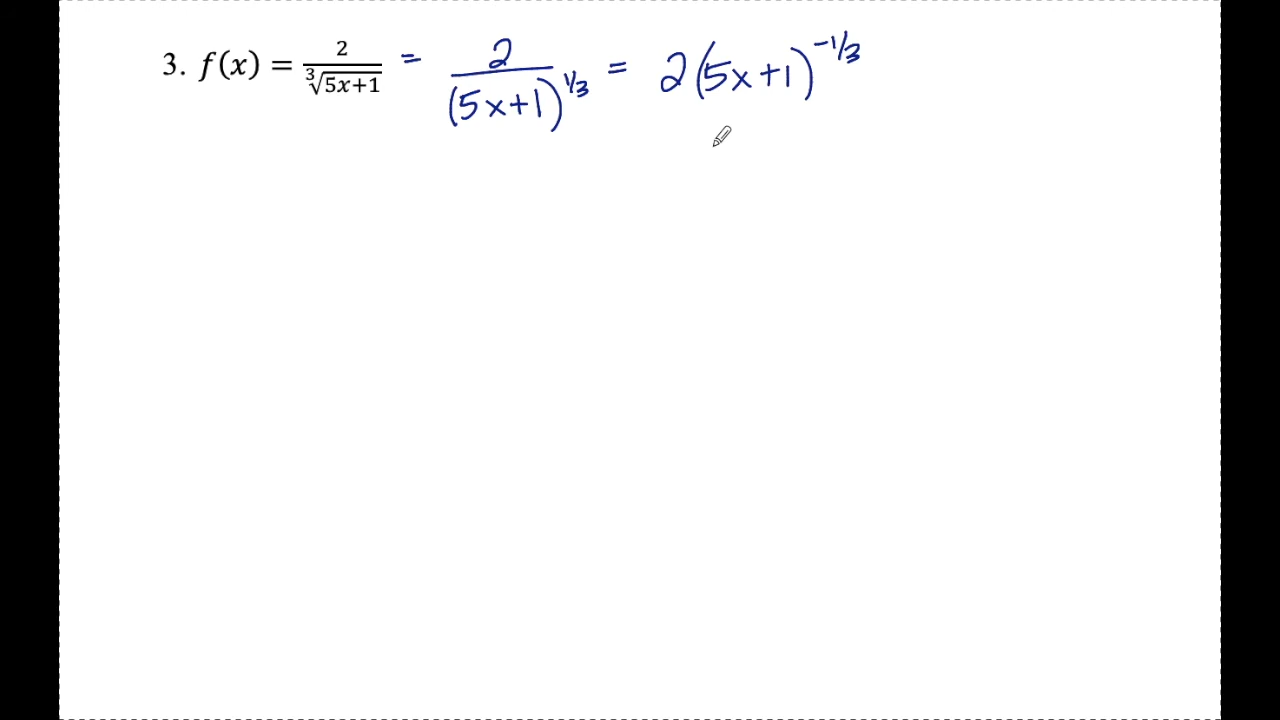 3. f(x) = 2/∛(5x+1) = 2/(5x+1)^(1/3) = 2(5x+1)^(-1/3)